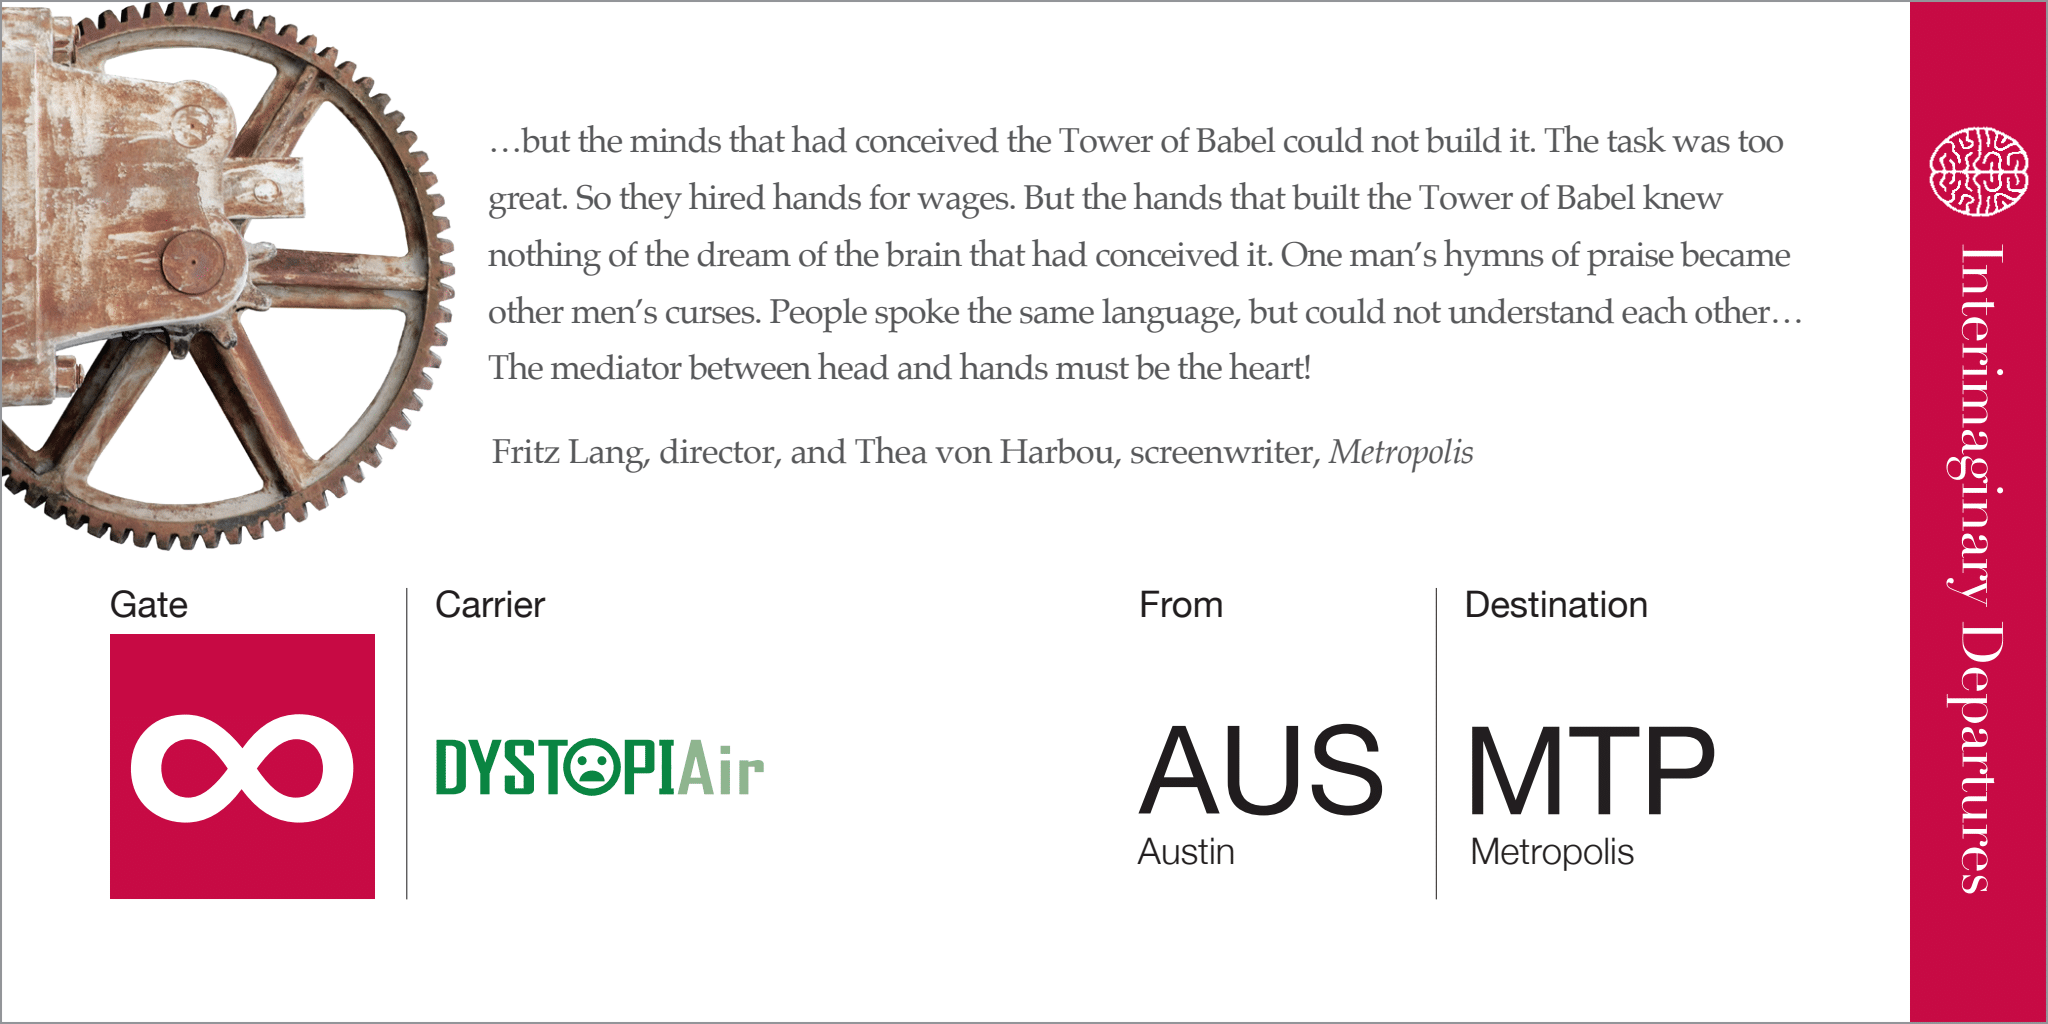 …but the minds that had conceived the Tower of Babel could not build it. The task was too
great. So they hired hands for wages. But the hands that built the Tower of Babel knew
nothing of the dream of the brain that had conceived it. One man’s hymns of praise became
other men’s curses. People spoke the same language, but could not understand each other…
The mediator between head and hands must be the heart!
Fritz Lang, director, and Thea von Harbou, screenwriter, Metropolis
Gate
∞
Carrier
DYSTOPIAir
From
AUS
Austin
Destination
MTP
Metropolis
Interimaginary Departures